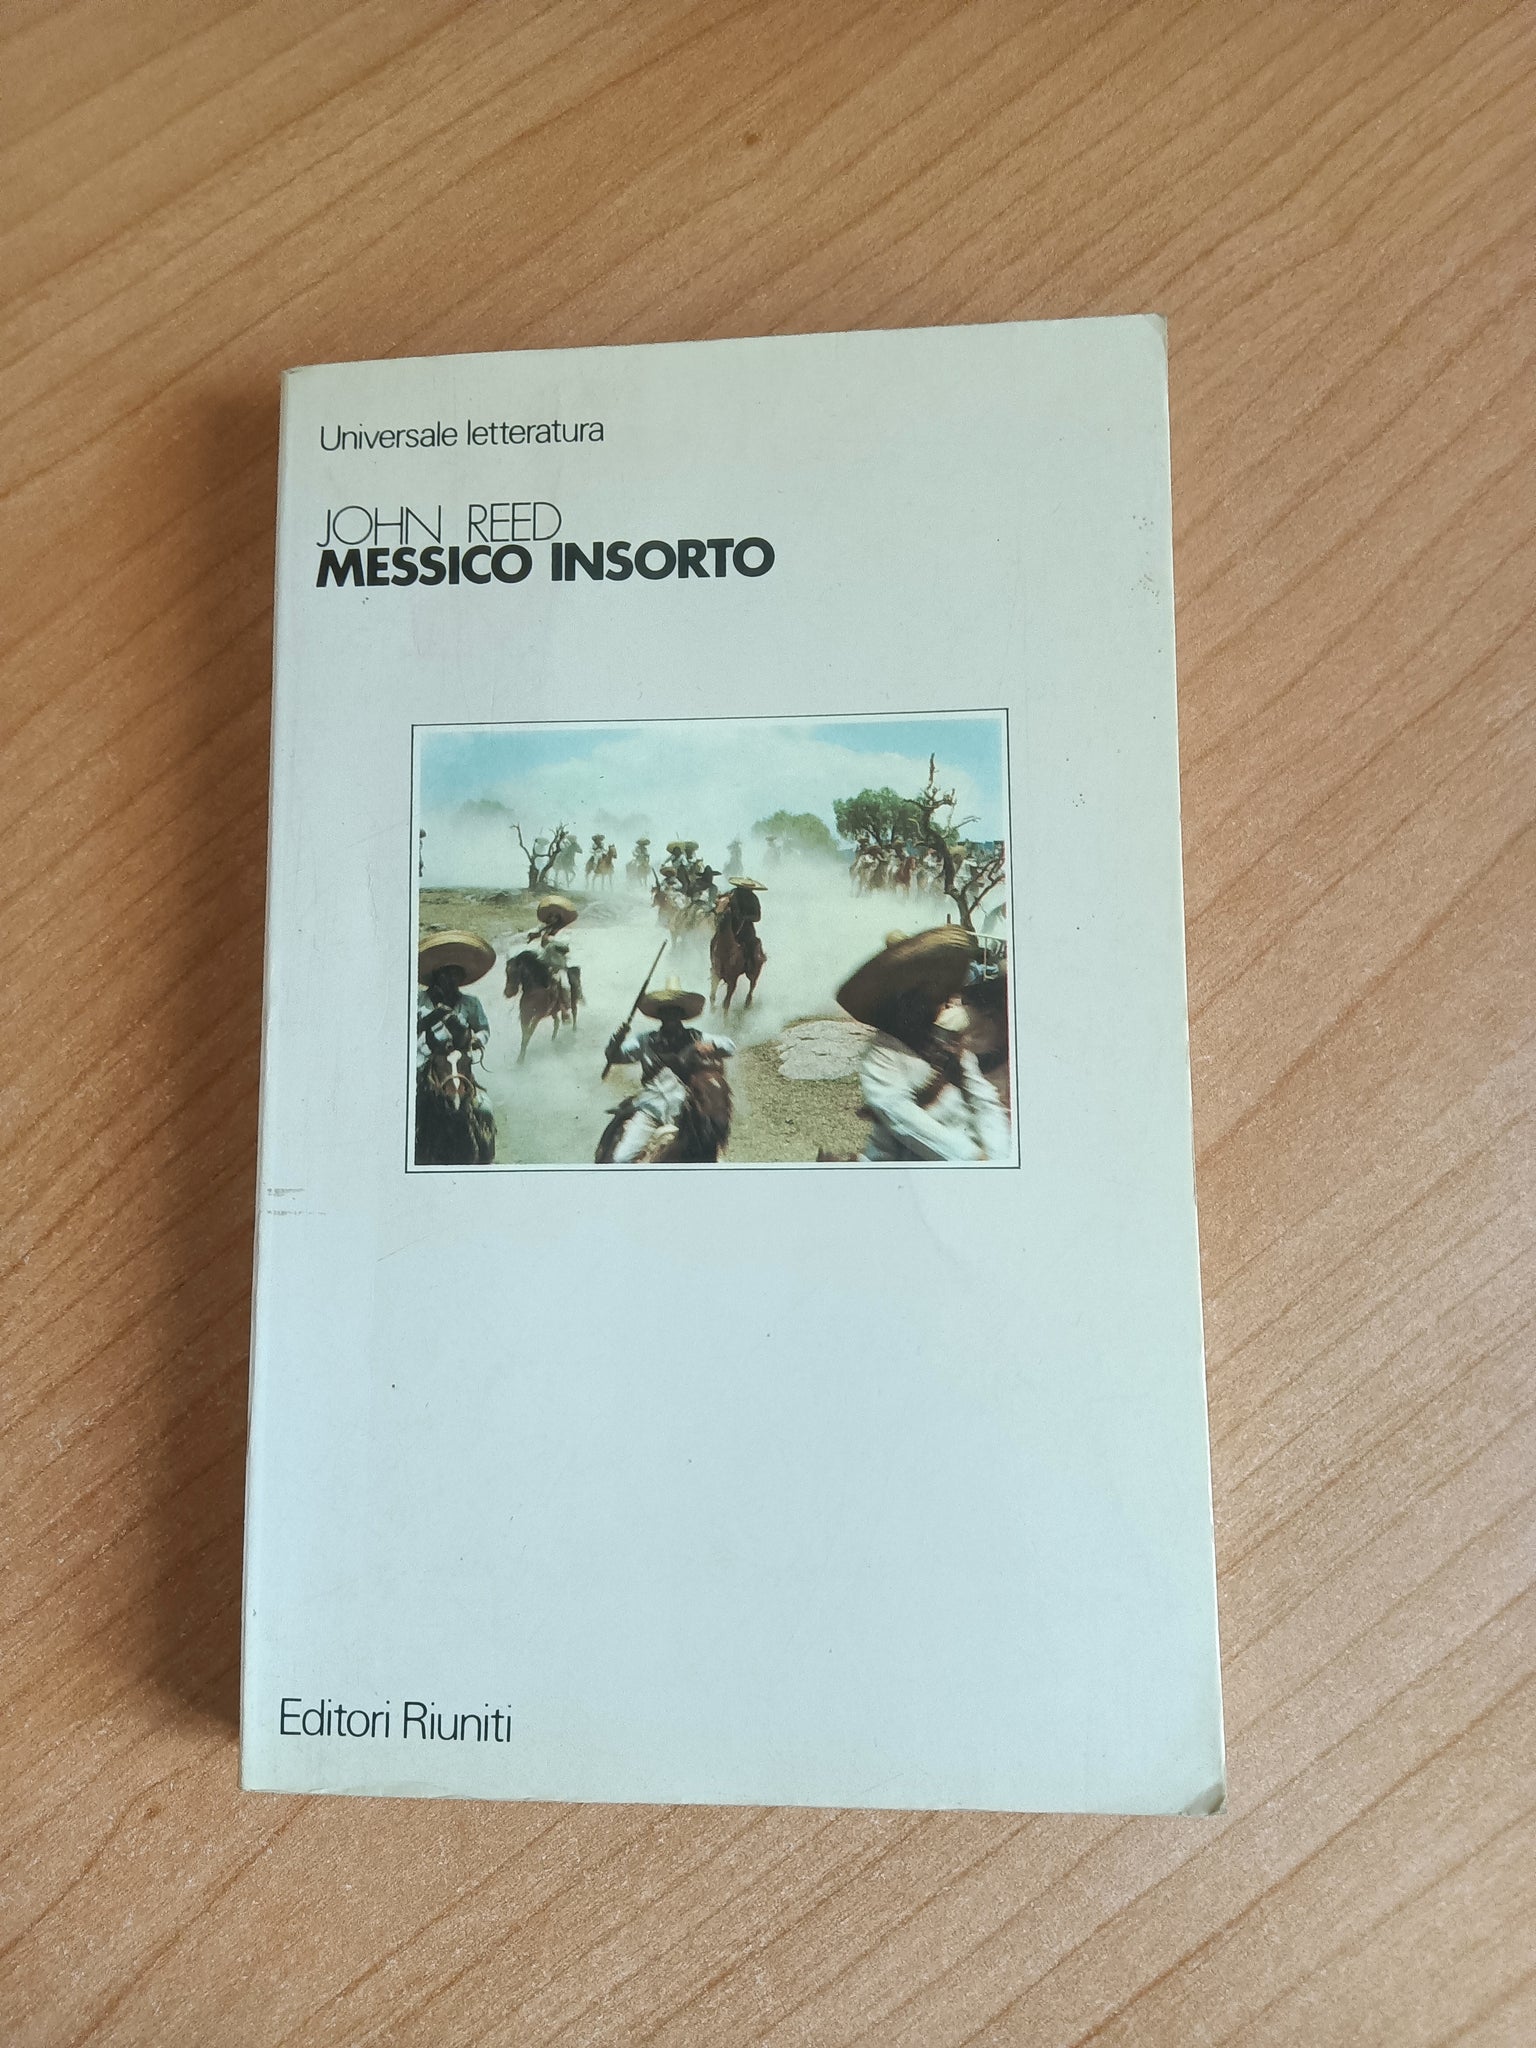 Universale letteratura
JOHN REED
MESSICO INSORTO
Editori Riuniti